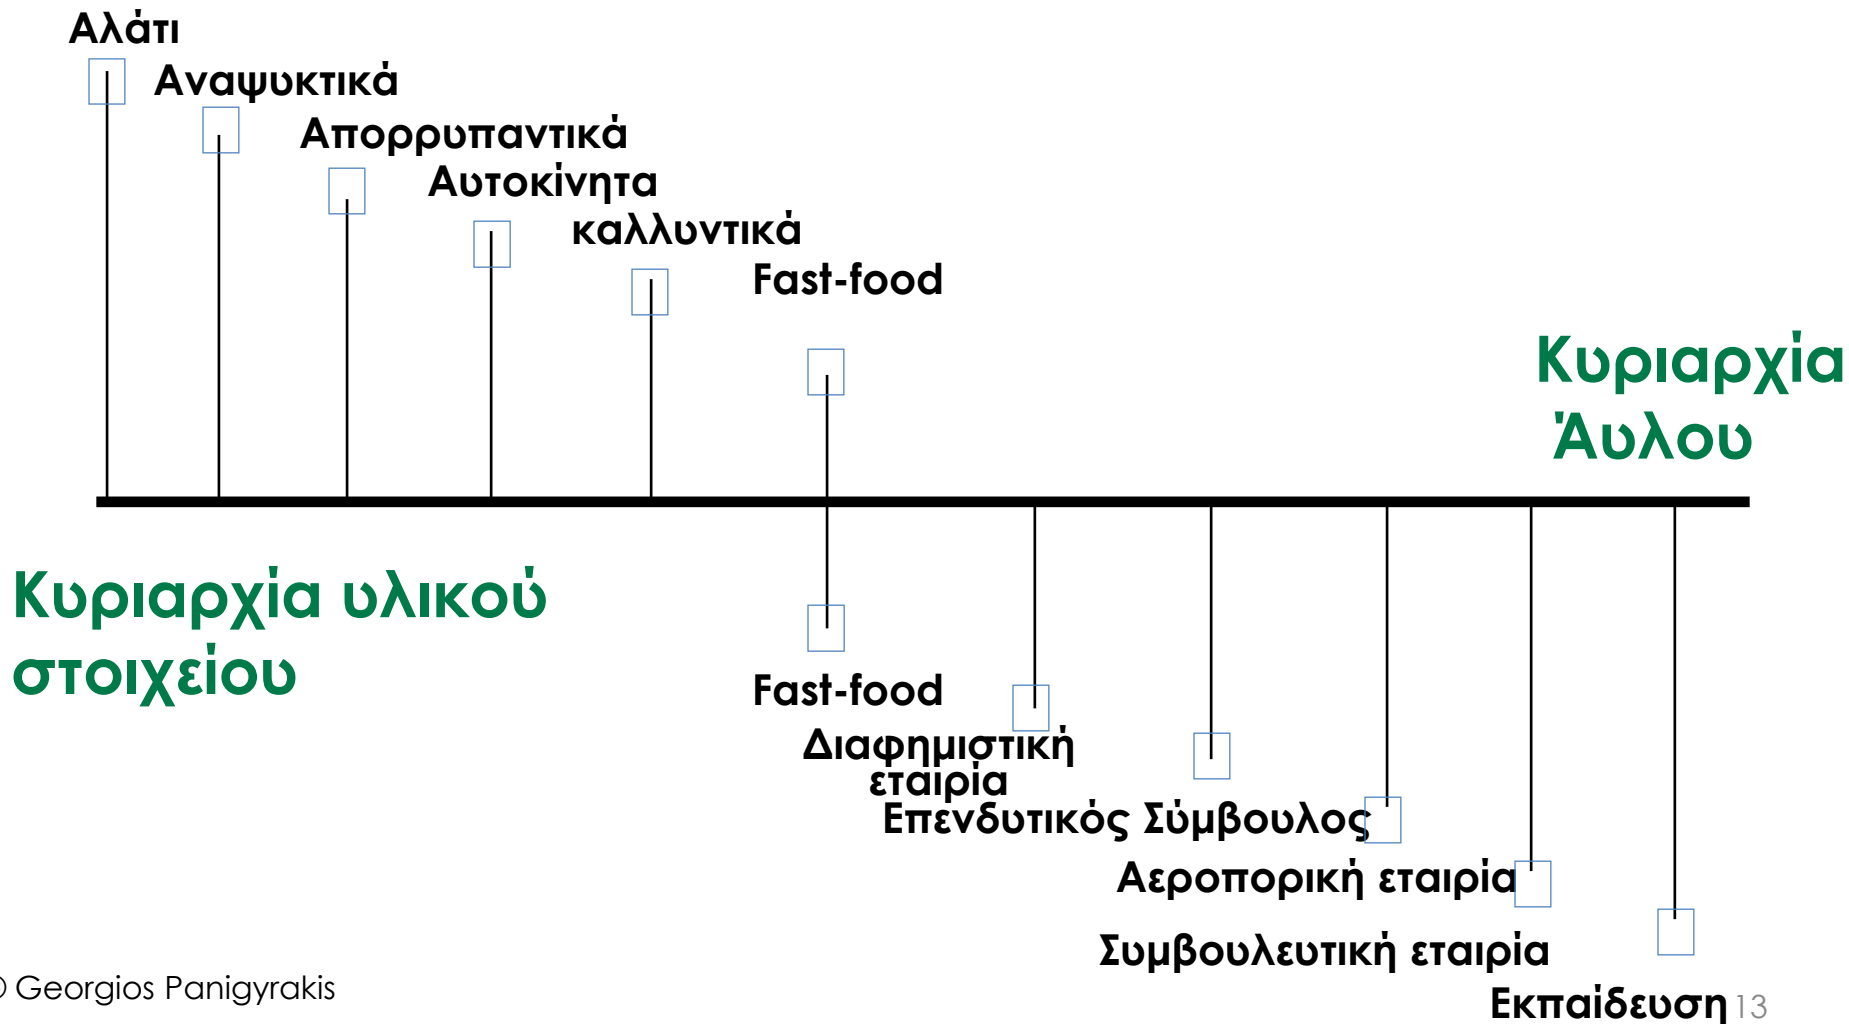 Αλάτι
Αναψυκτικά
Απορρυπαντικά
Αυτοκίνητα
καλλυντικά
Fast-food
Κυριαρχία
Άυλου
Κυριαρχία υλικού
στοιχείου
Fast-food
Διαφημιστική
εταιρία
Επενδυτικός Σύμβουλος
Αεροπορική εταιρία
Συμβουλευτική εταιρία
© Georgios Panigyrakis
Εκπαίδευση 13